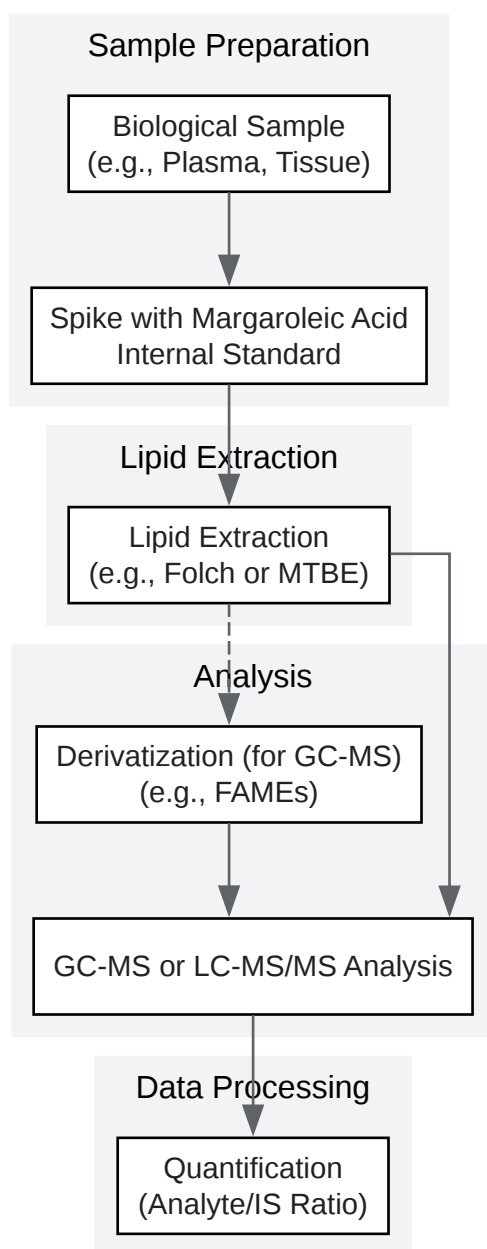 Sample Preparation
Biological Sample
(e.g., Plasma, Tissue)
Spike with Margaroleic Acid
Internal Standard
Lipid Extraction
Lipid Extraction
(e.g., Folch or MTBE)
Analysis
Derivatization (for GC-MS)
(e.g., FAMEs)
GC-MS or LC-MS/MS Analysis
Data Processing
Quantification
(Analyte/IS Ratio)